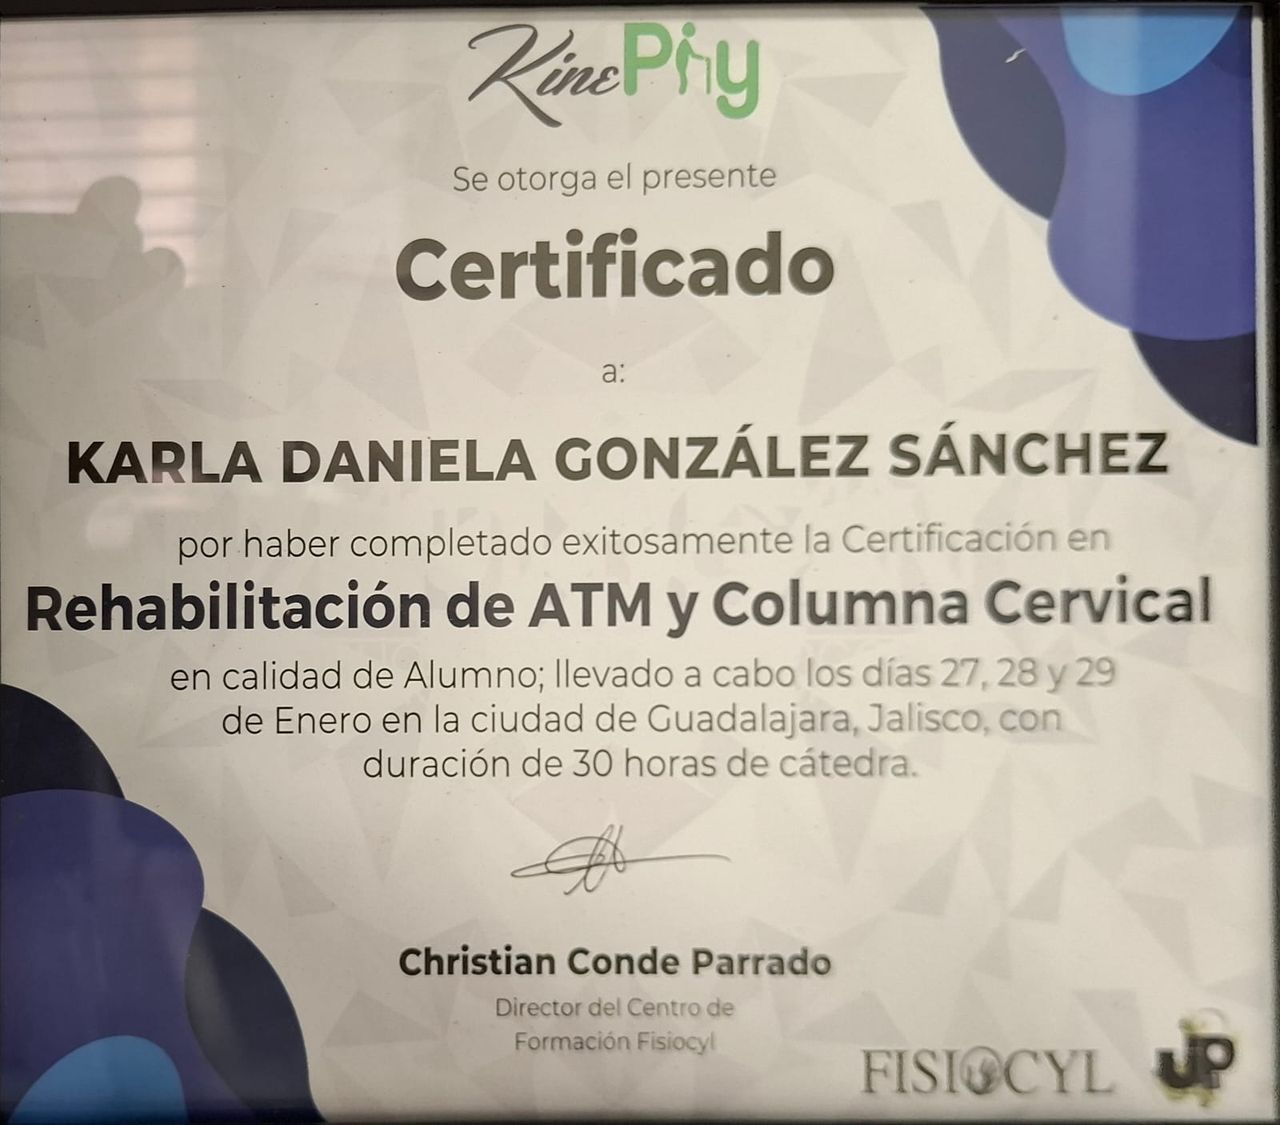 KinePhy
Se otorga el presente
Certificado
a:
KARLA DANIELA GONZÁLEZ SÁNCHEZ
por haber completado exitosamente la Certificación en
Rehabilitación de ATM y Columna Cervical
en calidad de Alumno; llevado a cabo los días 27, 28 y 29
de Enero en la ciudad de Guadalajara, Jalisco, con
duración de 30 horas de cátedra.
Christian Conde Parrado
Director del Centro de
Formación Fisiocyl
FISIOCYL